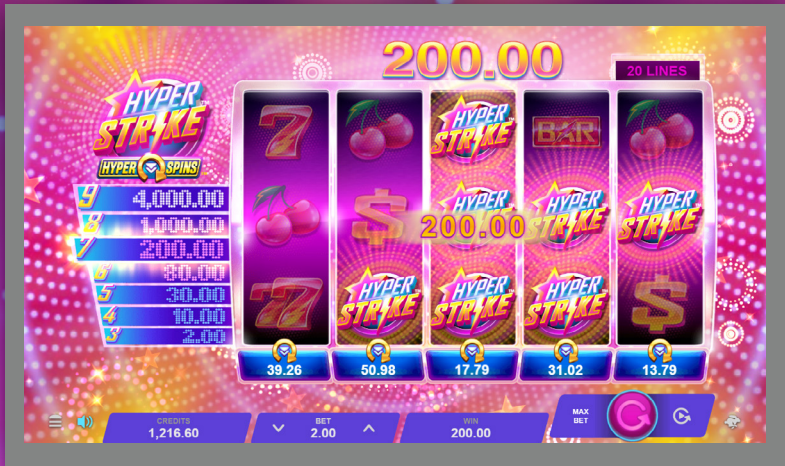 200.00
20 LINES
HYPER
STRIKE
HYPER SPINS
9 4,000.00
8 1,000.00
7 200.00
6 80.00
5 30.00
4 10.00
3 2.00
7
BAR
HYPER
STRIKE
$
HYPER
STRIKE
HYPER
STRIKE
HYPER
STRIKE
200.00
77
HYPER
STRIKE
HYPER
STRIKE
HYPER
STRIKE
$
39.26
50.98
17.79
31.02
13.79
CREDITS
1,216.60
BET
2.00
WIN
200.00
MAX
BET